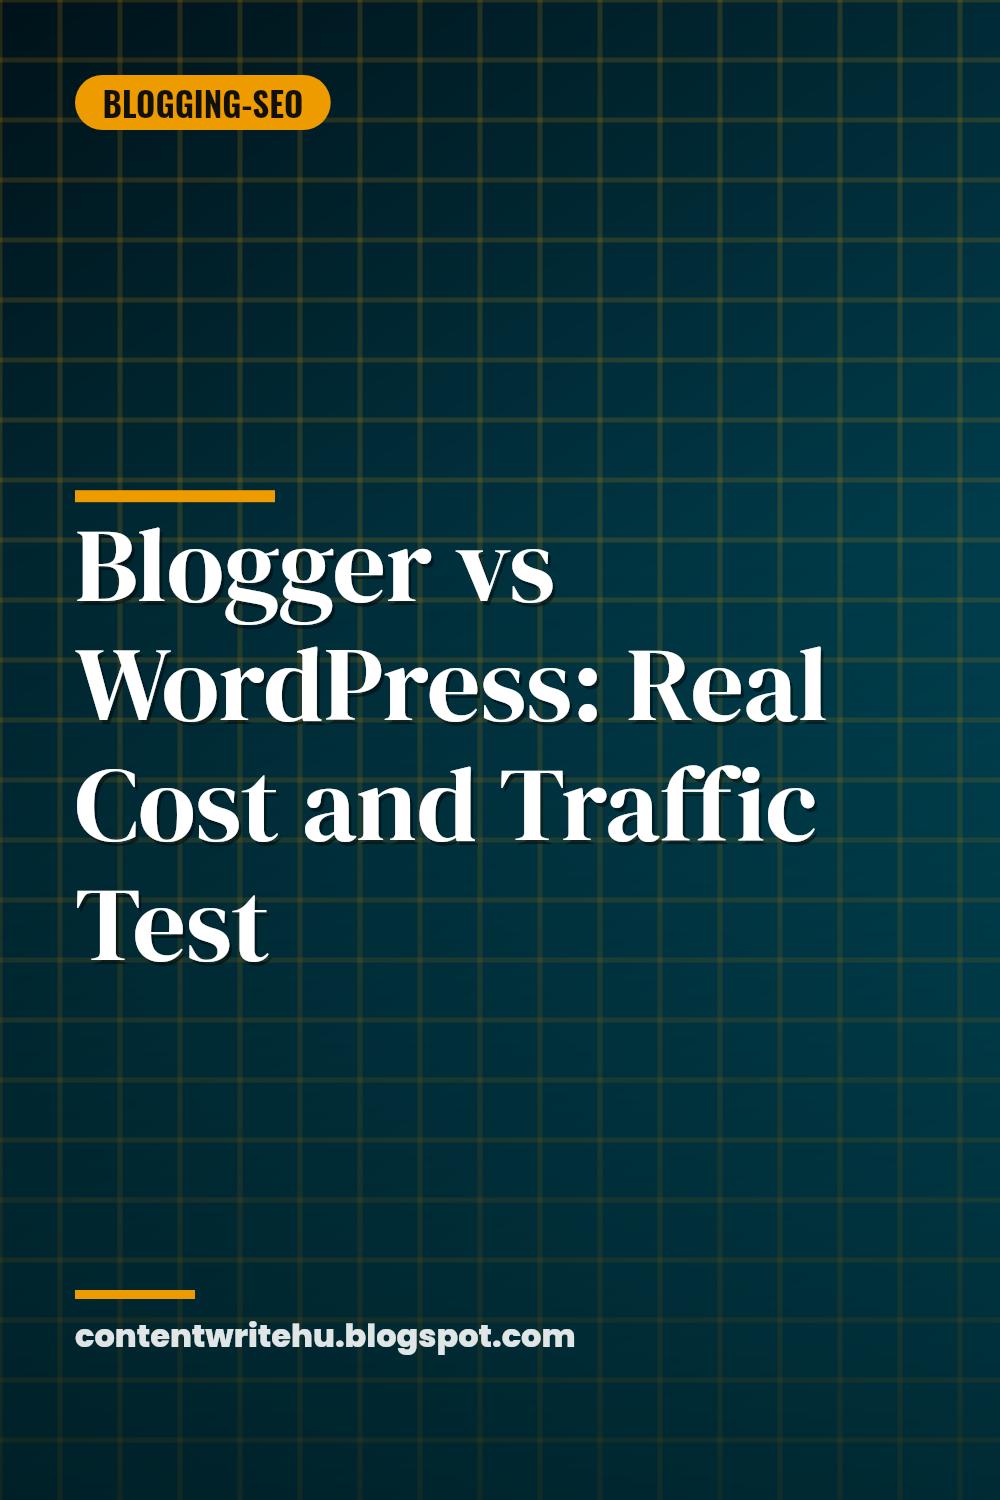 BLOGGING-SEO
Blogger vs
WordPress: Real
Cost and Traffic
Test
contentwritehu.blogspot.com